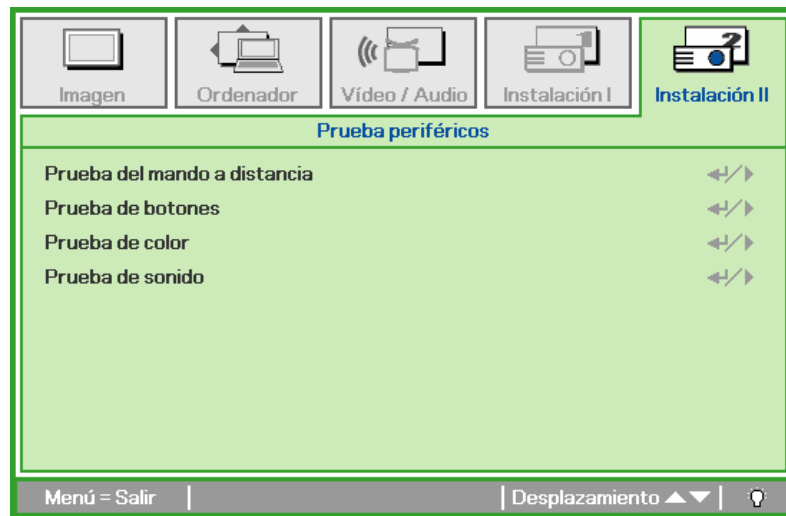 Imagen
Ordenador
Vídeo / Audio
Instalación I
Instalación II
Prueba periféricos
Prueba del mando a distancia
Prueba de botones
Prueba de color
Prueba de sonido
Menú = Salir
Desplazamiento